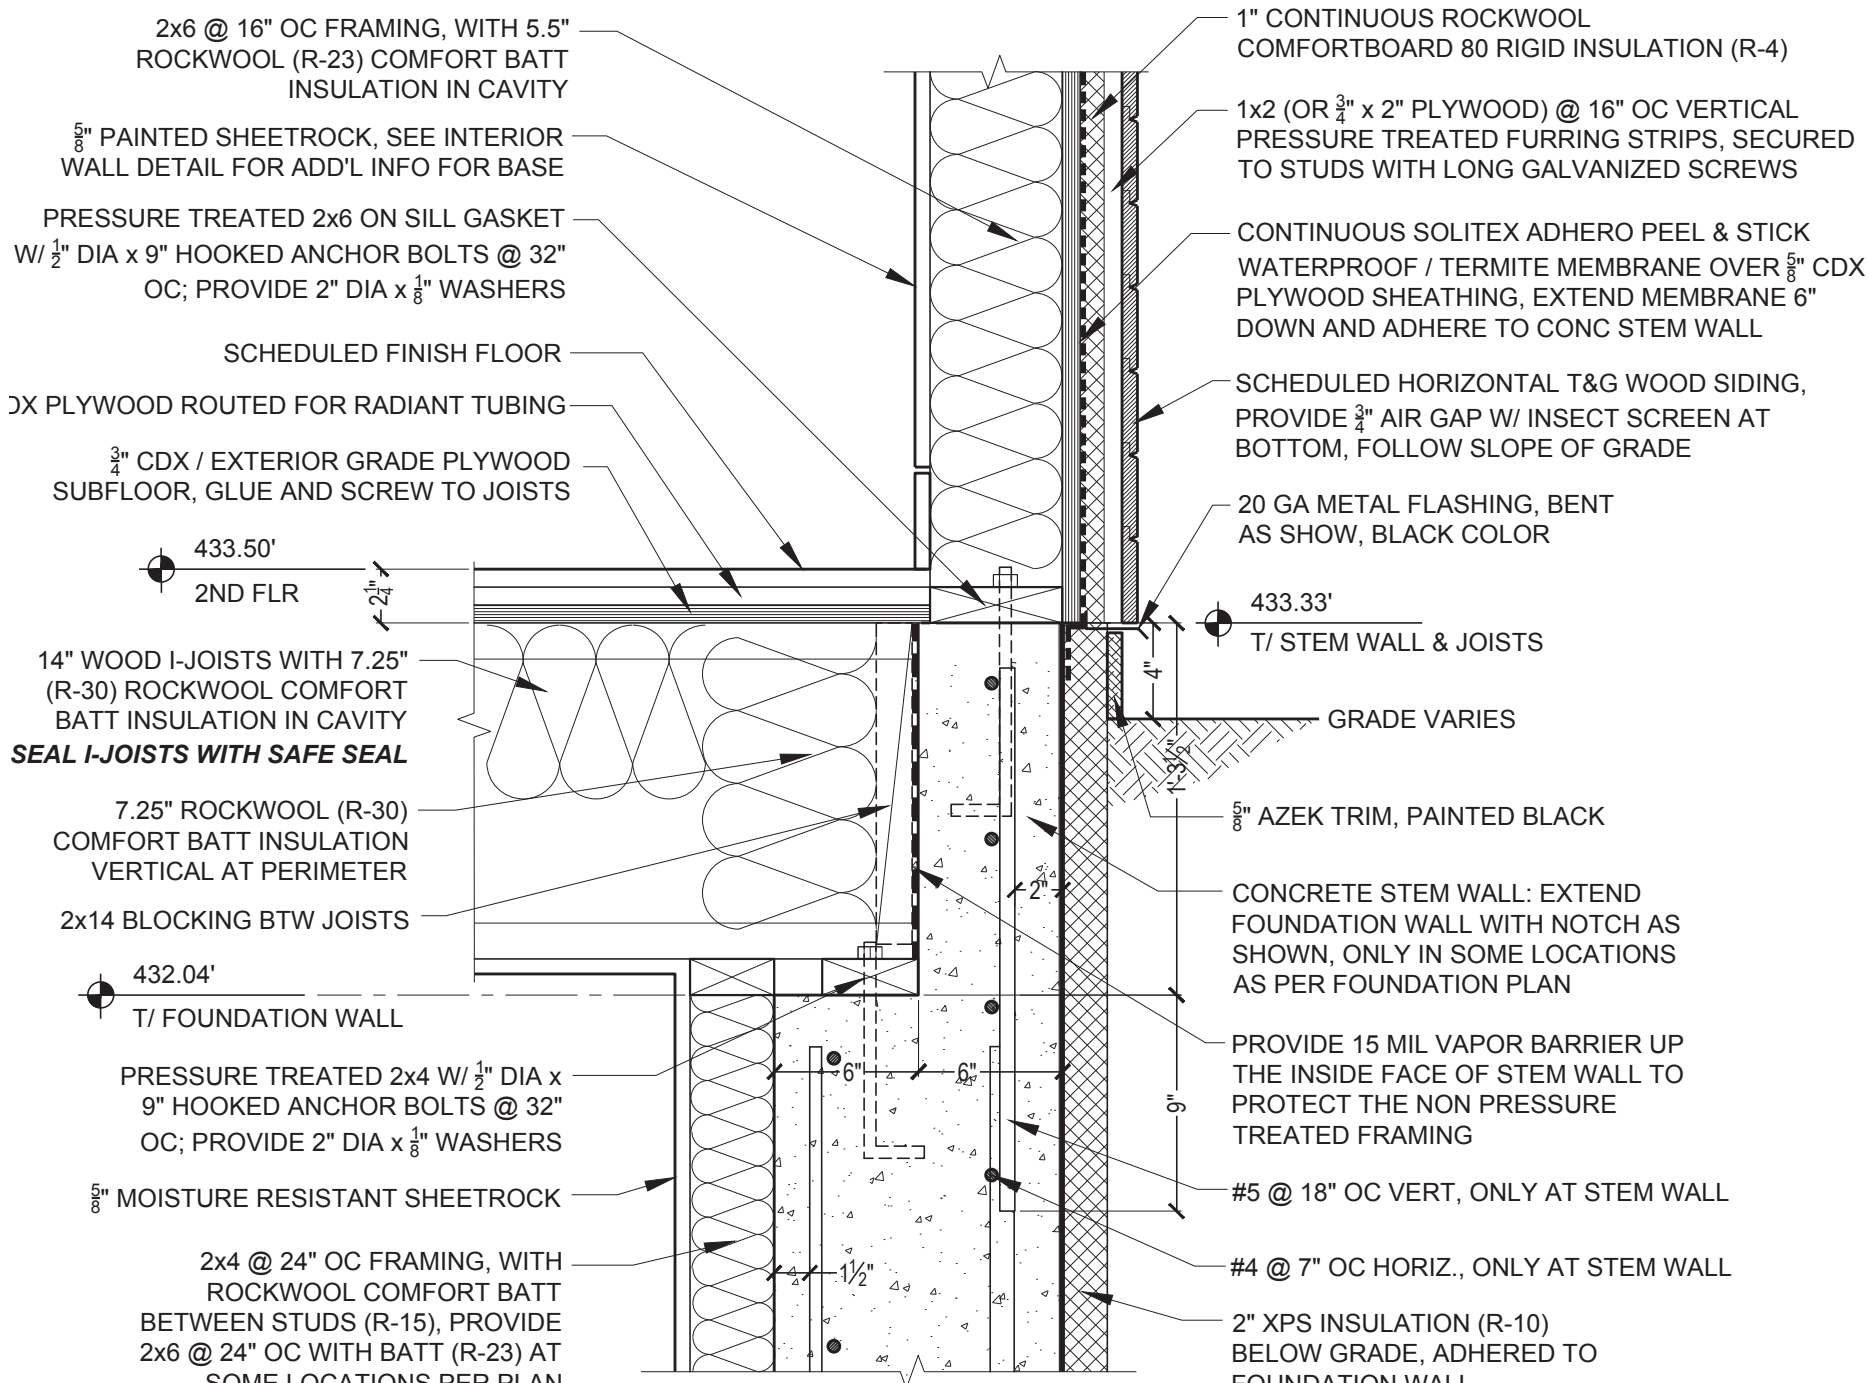 2x6 @ 16" OC FRAMING, WITH 5.5"
ROCKWOOL (R-23) COMFORT BATT
INSULATION IN CAVITY
5/8" PAINTED SHEETROCK, SEE INTERIOR
WALL DETAIL FOR ADD'L INFO FOR BASE
PRESSURE TREATED 2x6 ON SILL GASKET
W/ 1/2" DIA x 9" HOOKED ANCHOR BOLTS @ 32"
OC; PROVIDE 2" DIA x 1/8" WASHERS
SCHEDULED FINISH FLOOR
DX PLYWOOD ROUTED FOR RADIANT TUBING
3/4" CDX / EXTERIOR GRADE PLYWOOD
SUBFLOOR, GLUE AND SCREW TO JOISTS
433.50'
2ND FLR
2 1/4"
14" WOOD I-JOISTS WITH 7.25"
(R-30) ROCKWOOL COMFORT
BATT INSULATION IN CAVITY
SEAL I-JOISTS WITH SAFE SEAL
7.25" ROCKWOOL (R-30)
COMFORT BATT INSULATION
VERTICAL AT PERIMETER
2x14 BLOCKING BTW JOISTS
432.04'
T/ FOUNDATION WALL
PRESSURE TREATED 2x4 W/ 1/2" DIA x
9" HOOKED ANCHOR BOLTS @ 32"
OC; PROVIDE 2" DIA x 1/8" WASHERS
5/8" MOISTURE RESISTANT SHEETROCK
2x4 @ 24" OC FRAMING, WITH
ROCKWOOL COMFORT BATT
BETWEEN STUDS (R-15), PROVIDE
2x6 @ 24" OC WITH BATT (R-23) AT
SOME LOCATIONS PER PLAN
6"
6"
2"
1 1/2"
1" CONTINUOUS ROCKWOOL
COMFORTBOARD 80 RIGID INSULATION (R-4)
1x2 (OR 3/4" x 2" PLYWOOD) @ 16" OC VERTICAL
PRESSURE TREATED FURRING STRIPS, SECURED
TO STUDS WITH LONG GALVANIZED SCREWS
CONTINUOUS SOLITEX ADHERO PEEL & STICK
WATERPROOF / TERMITE MEMBRANE OVER 5/8" CDX
PLYWOOD SHEATHING, EXTEND MEMBRANE 6"
DOWN AND ADHERE TO CONC STEM WALL
SCHEDULED HORIZONTAL T&G WOOD SIDING,
PROVIDE 3/4" AIR GAP W/ INSECT SCREEN AT
BOTTOM, FOLLOW SLOPE OF GRADE
20 GA METAL FLASHING, BENT
AS SHOW, BLACK COLOR
433.33'
T/ STEM WALL & JOISTS
4"
GRADE VARIES
1'-3 1/2"
5/8" AZEK TRIM, PAINTED BLACK
CONCRETE STEM WALL: EXTEND
FOUNDATION WALL WITH NOTCH AS
SHOWN, ONLY IN SOME LOCATIONS
AS PER FOUNDATION PLAN
PROVIDE 15 MIL VAPOR BARRIER UP
THE INSIDE FACE OF STEM WALL TO
PROTECT THE NON PRESSURE
TREATED FRAMING
9"
#5 @ 18" OC VERT, ONLY AT STEM WALL
#4 @ 7" OC HORIZ., ONLY AT STEM WALL
2" XPS INSULATION (R-10)
BELOW GRADE, ADHERED TO
FOUNDATION WALL